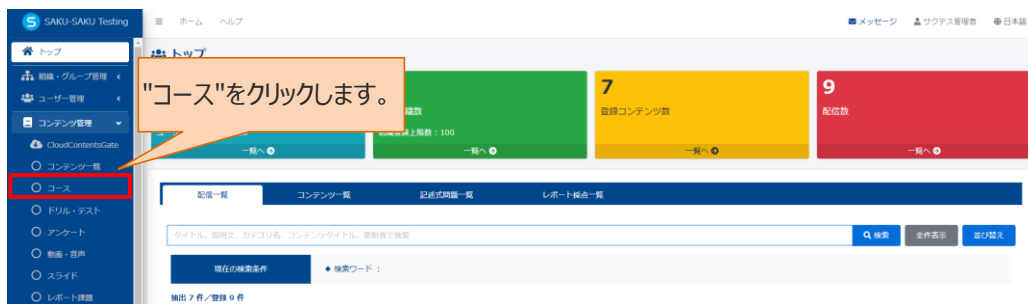 SAKU-SAKU Testing
ホーム ヘルプ
メッセージ サクテス管理者 日本語
トップ
組織・グループ管理
ユーザー管理
コンテンツ管理
CloudContentsGate
コンテンツ一覧
コース
ドリル・テスト
アンケート
動画・音声
スライド
レポート課題
トップ
"コース"をクリックします。
一覧へ
織数
組織登録上限数：100
一覧へ
7
登録コンテンツ数
一覧へ
9
配信数
一覧へ
配信一覧 コンテンツ一覧 記述式問題一覧 レポート採点一覧
タイトル、説明文、カテゴリ名、コンテンツタイトル、更新者で検索
検索 全件表示 並び替え
現在の検索条件 ◆ 検索ワード ：
抽出 7 件／登録 9 件